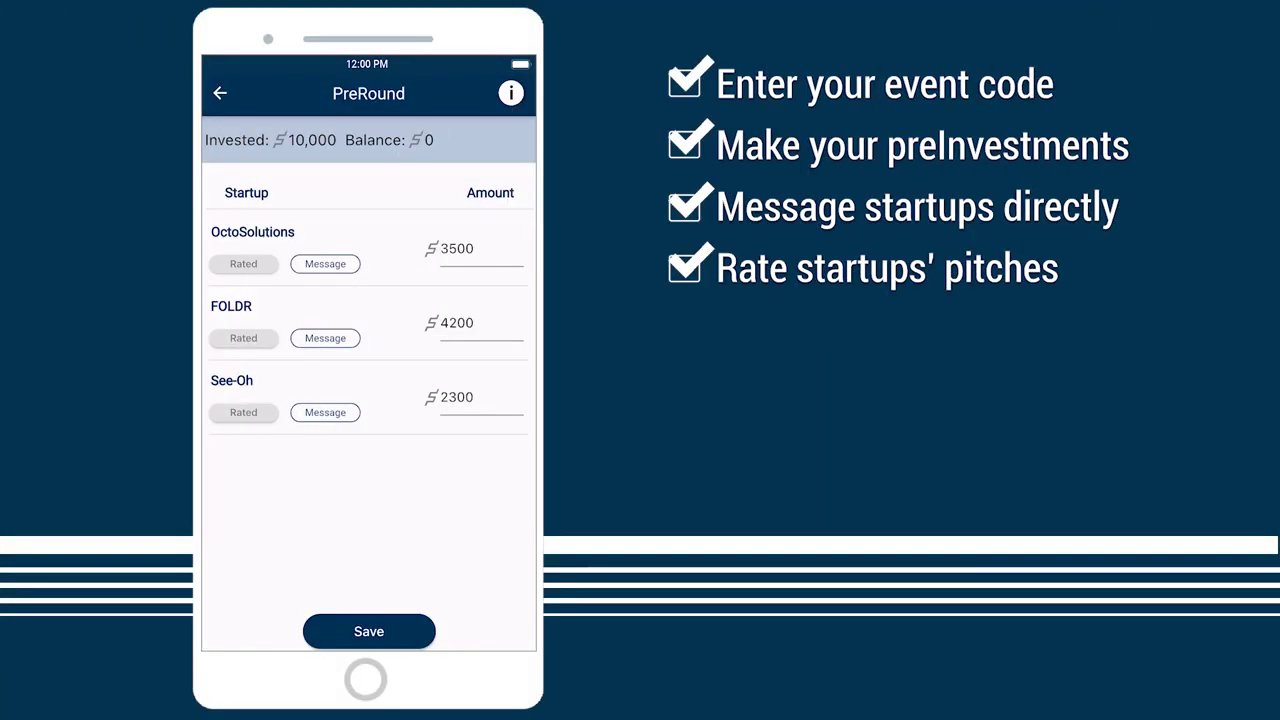 12:00 PM
PreRound
i
Invested: 10,000 Balance: 0
Startup Amount
OctoSolutions
3500
Rated Message
FOLDR
4200
Rated Message
See-Oh
2300
Rated Message
Save
Enter your event code
Make your preInvestments
Message startups directly
Rate startups' pitches